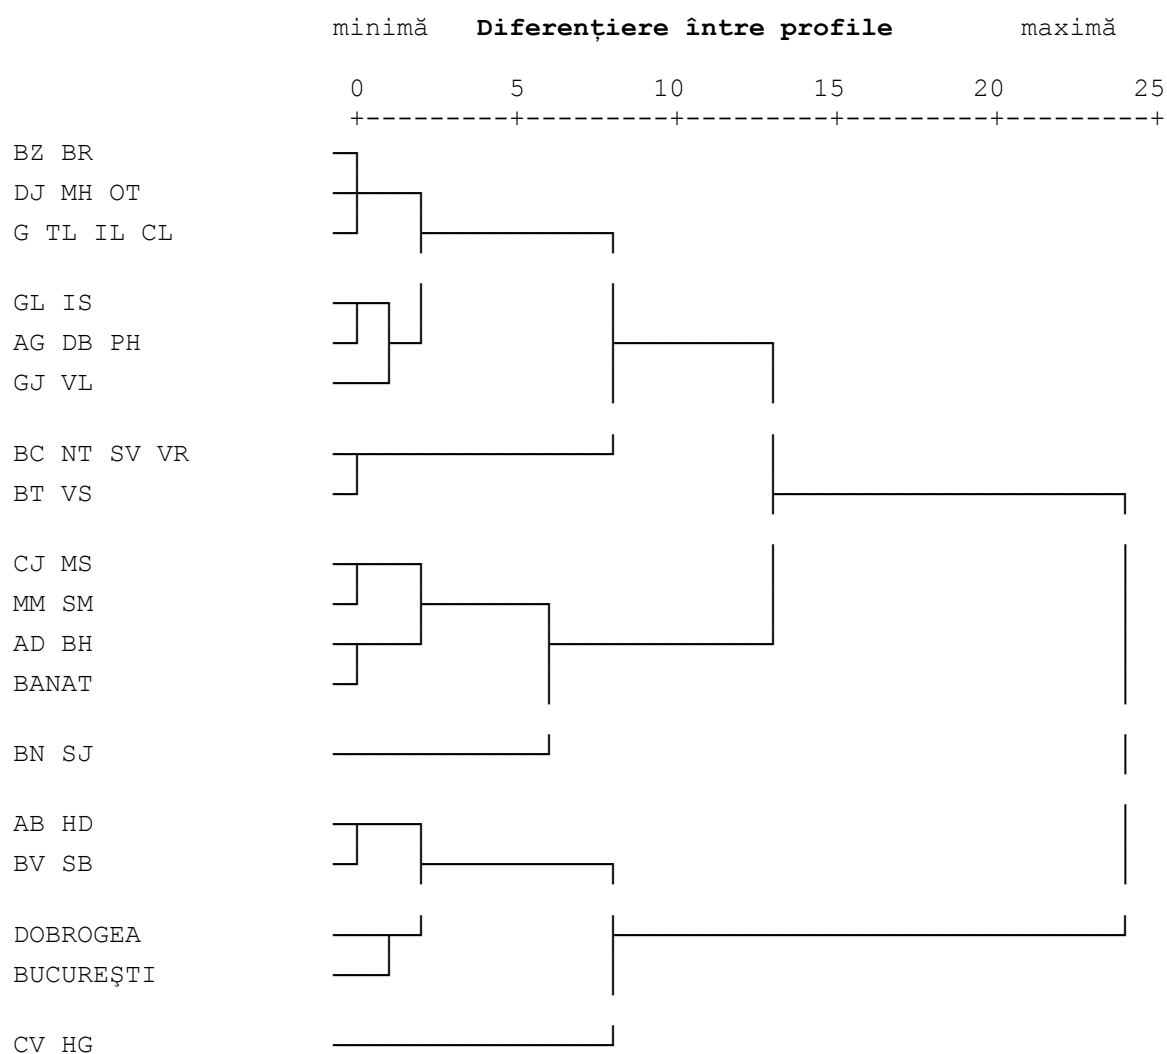 minimă Diferențiere între profile maximă
0 5 10 15 20 25
+---------+---------+---------+---------+---------+
BZ BR
DJ MH OT
G TL IL CL
GL IS
AG DB PH
GJ VL
BC NT SV VR
BT VS
CJ MS
MM SM
AD BH
BANAT
BN SJ
AB HD
BV SB
DOBROGEA
BUCUREŞTI
CV HG